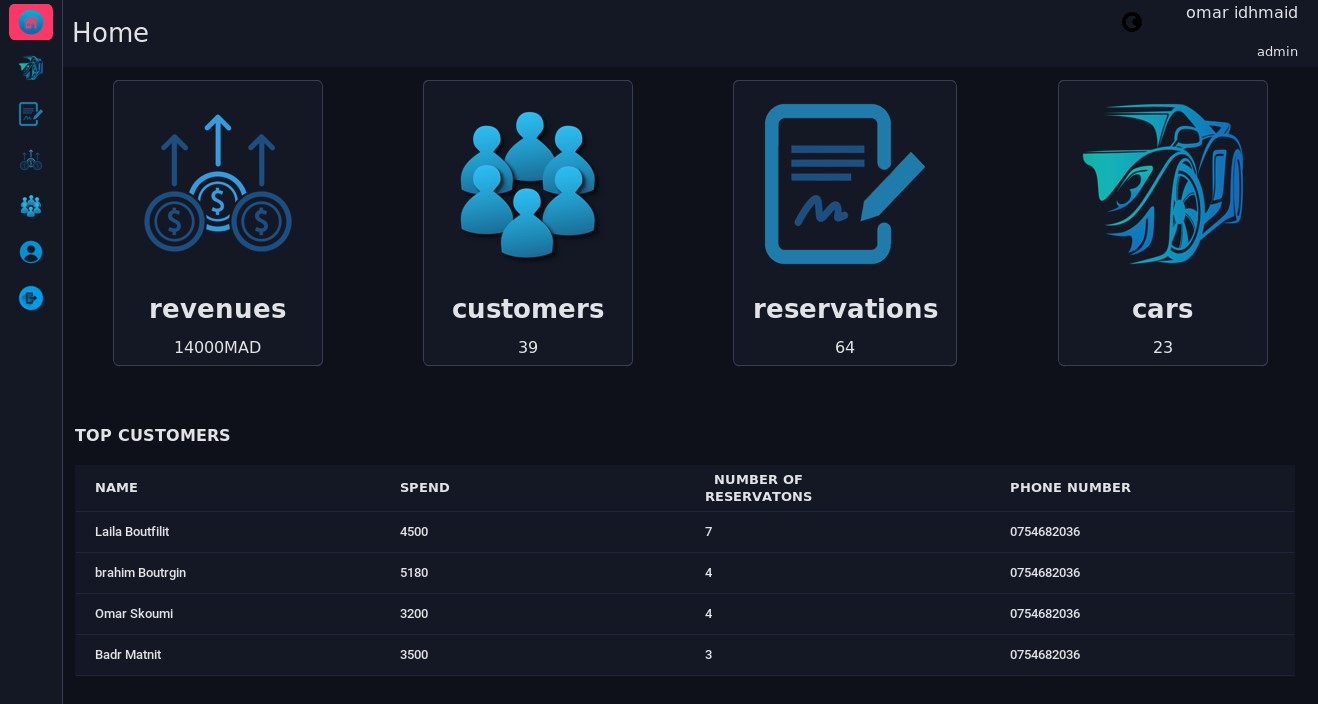 Home
omar idhmaid
admin
revenues
14000MAD
customers
39
reservations
64
cars
23
TOP CUSTOMERS
NAME SPEND NUMBER OF RESERVATONS PHONE NUMBER
Laila Boutfilit 4500 7 0754682036
brahim Boutrgin 5180 4 0754682036
Omar Skoumi 3200 4 0754682036
Badr Matnit 3500 3 0754682036